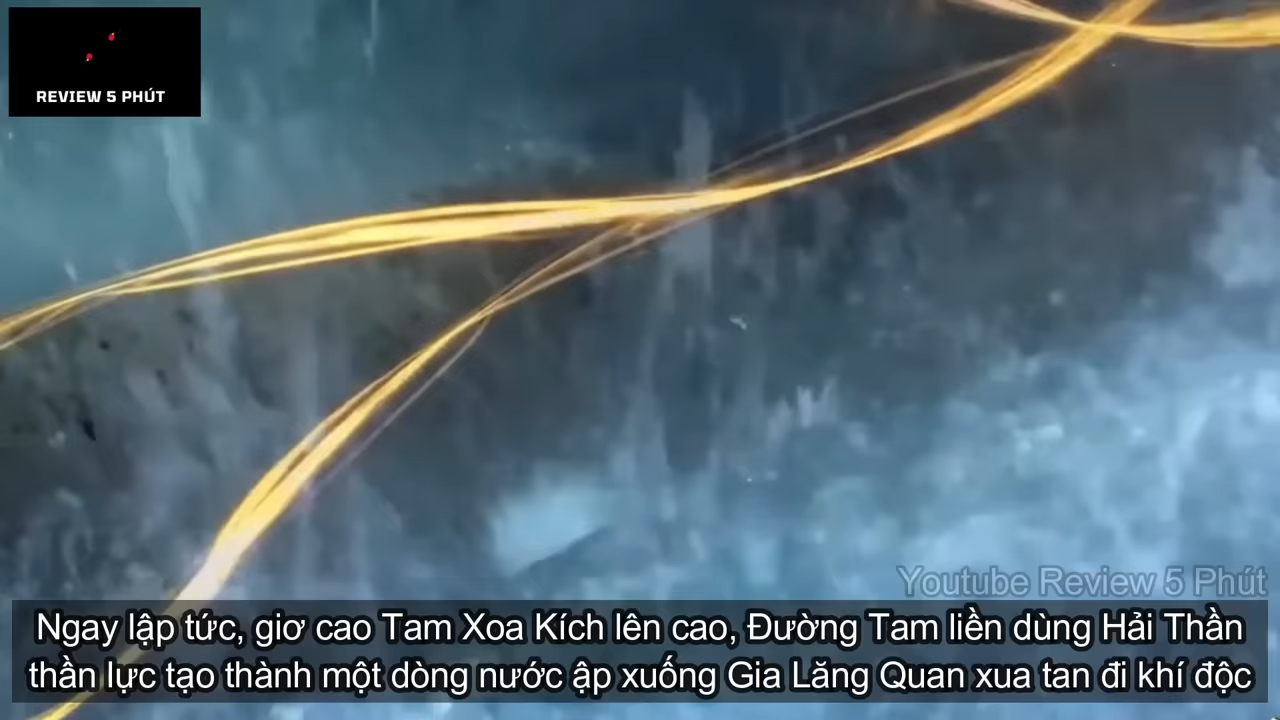 REVIEW 5 PHÚT
Youtube Review 5 Phút
Ngay lập tức, giơ cao Tam Xoa Kích lên cao, Đường Tam liền dùng Hải Thần
thần lực tạo thành một dòng nước ập xuống Gia Lăng Quan xua tan đi khí độc